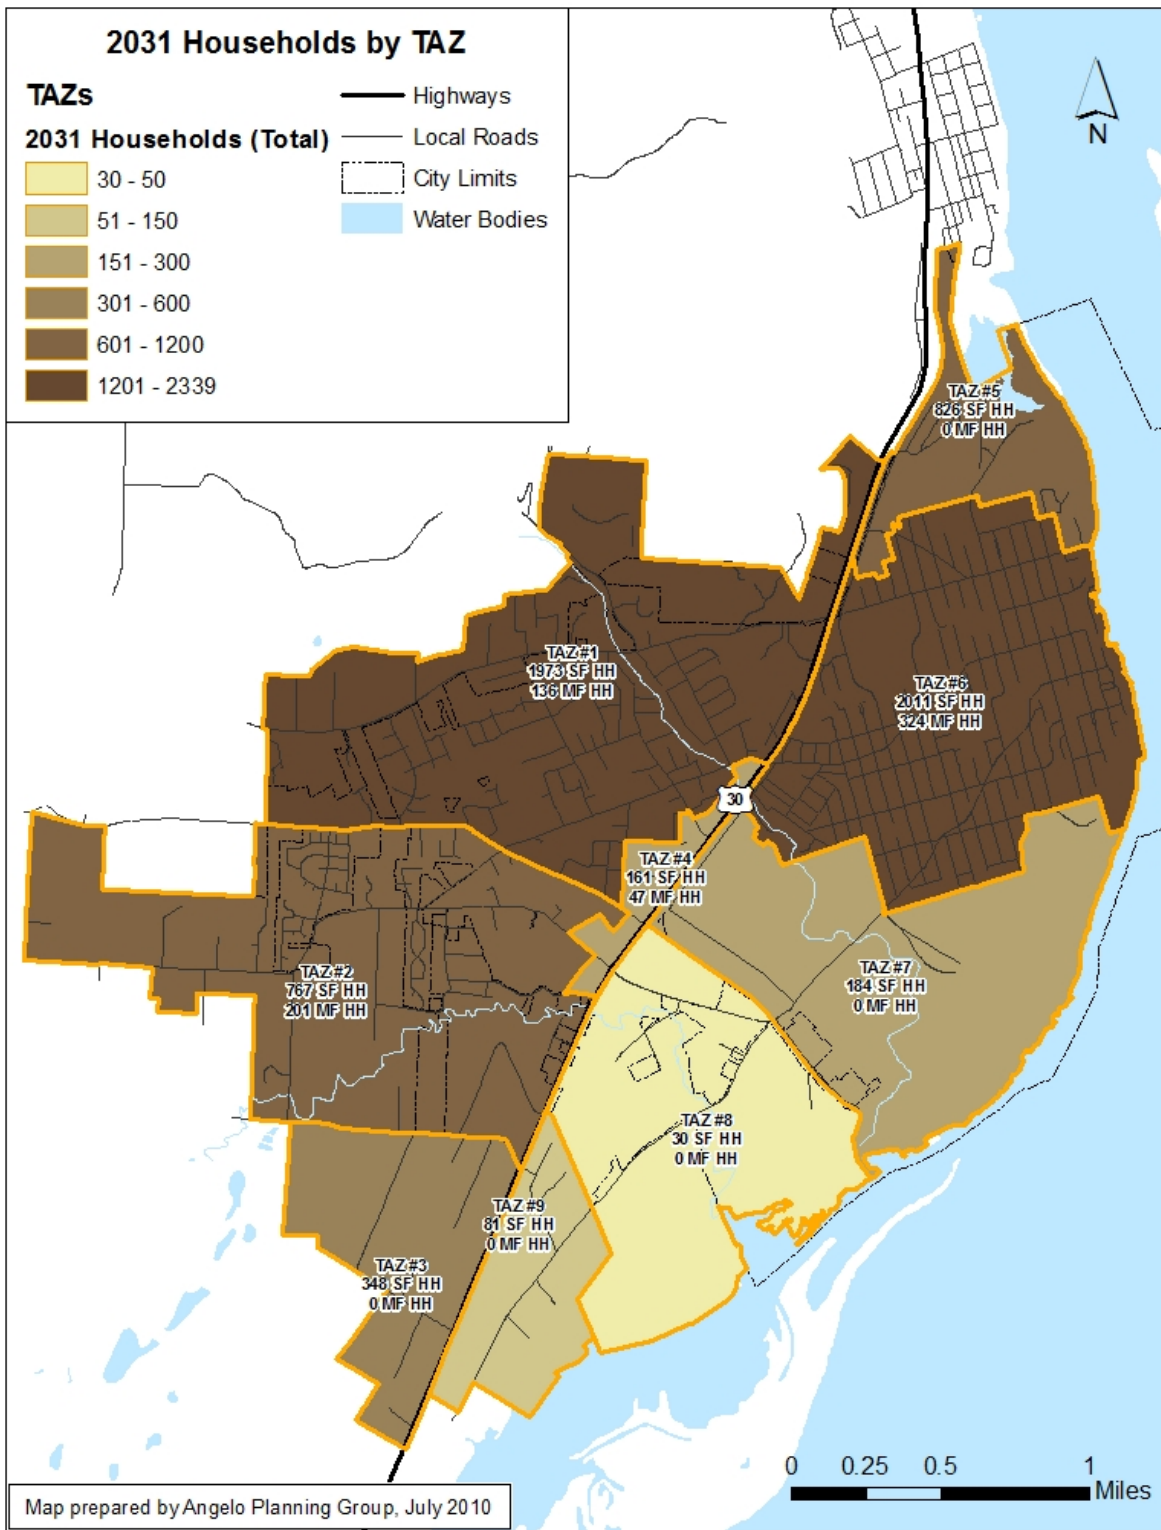 2031 Households by TAZ
TAZs
2031 Households (Total)
30 - 50
51 - 150
151 - 300
301 - 600
601 - 1200
1201 - 2339
Highways
Local Roads
City Limits
Water Bodies
N
TAZ #5
826 SF HH
0 MF HH
TAZ #1
1973 SF HH
136 MF HH
TAZ #6
2011 SF HH
324 MF HH
30
TAZ #4
161 SF HH
47 MF HH
TAZ #2
767 SF HH
201 MF HH
TAZ #7
184 SF HH
0 MF HH
TAZ #8
30 SF HH
0 MF HH
TAZ #9
81 SF HH
0 MF HH
TAZ #3
348 SF HH
0 MF HH
0 0.25 0.5 1
Miles
Map prepared by Angelo Planning Group, July 2010